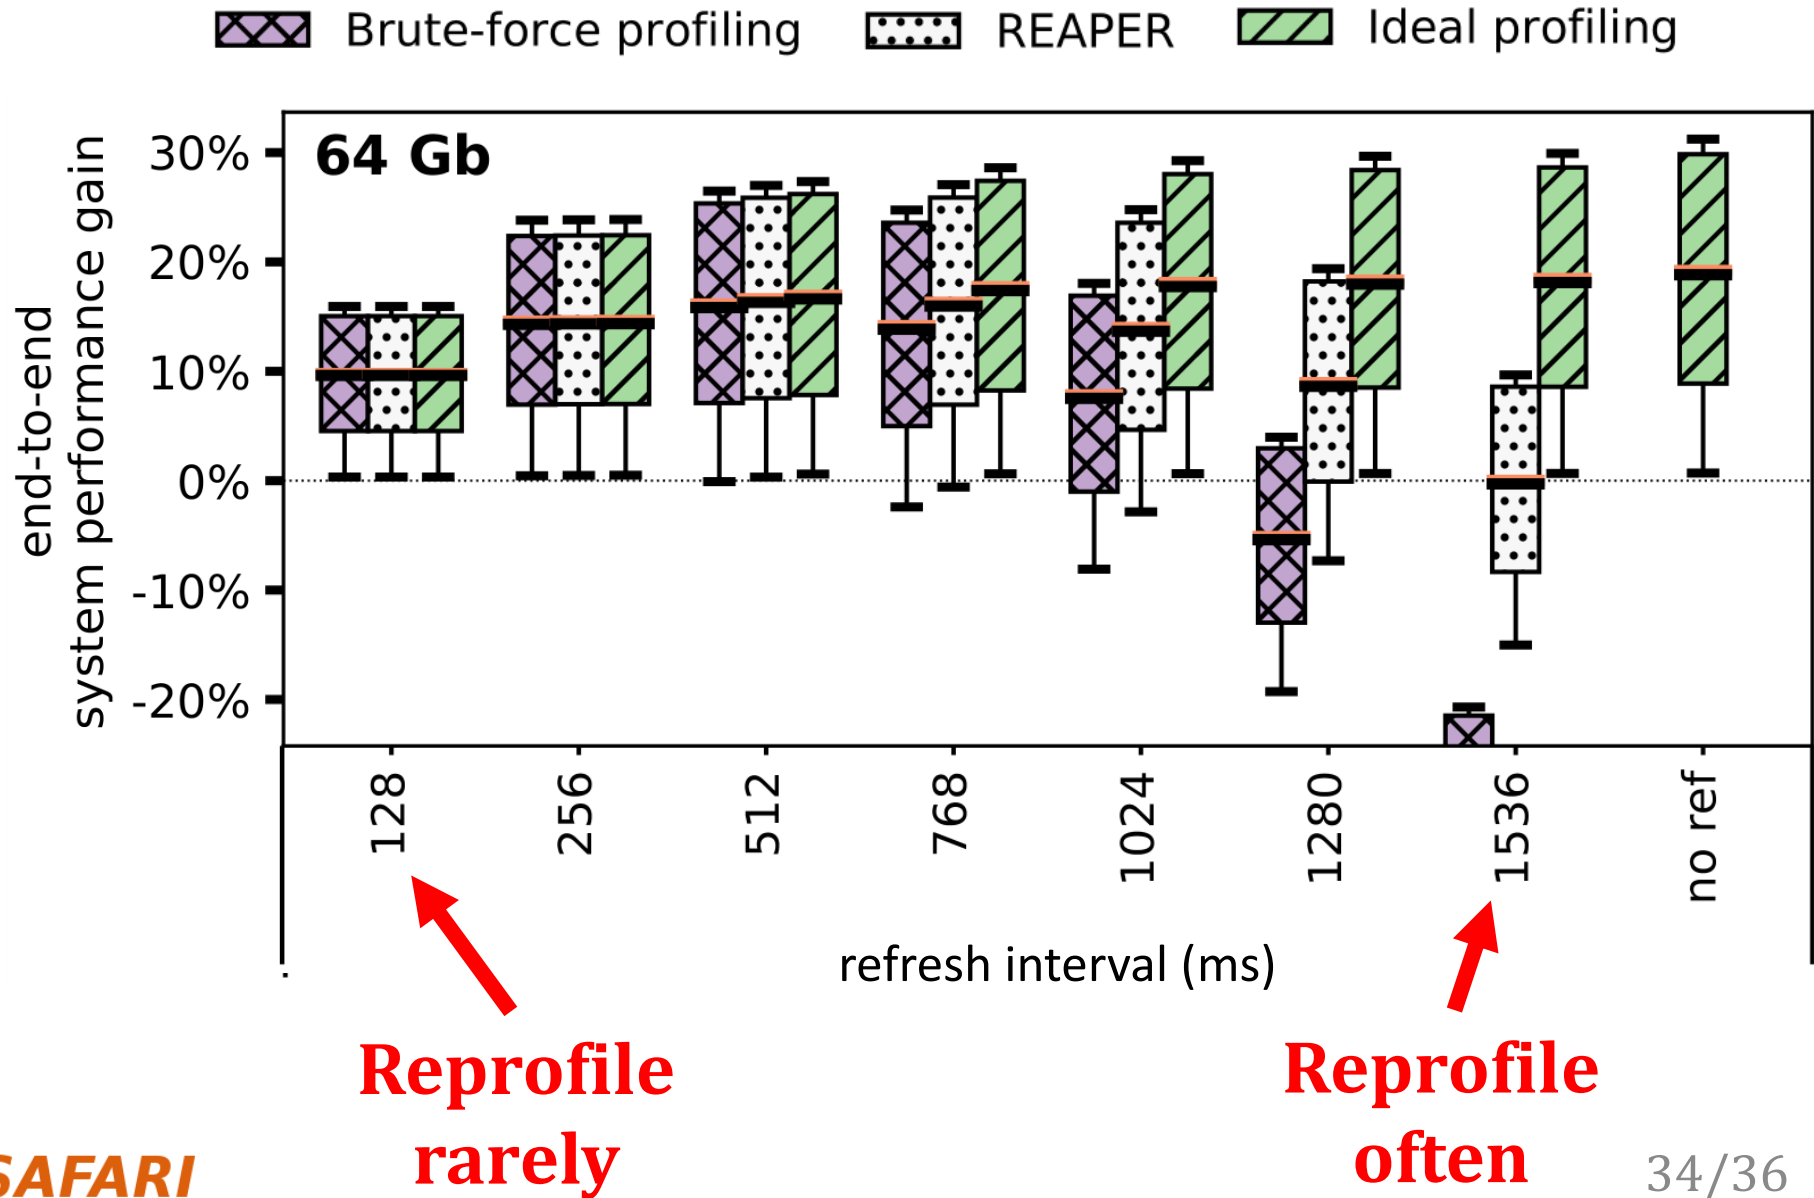 Brute-force profiling REAPER Ideal profiling
64 Gb
end-to-end
system performance gain
30%
20%
10%
0%
-10%
-20%
128 256 512 768 1024 1280 1536 no ref
refresh interval (ms)
Reprofile
rarely
Reprofile
often
SAFARI
34/36